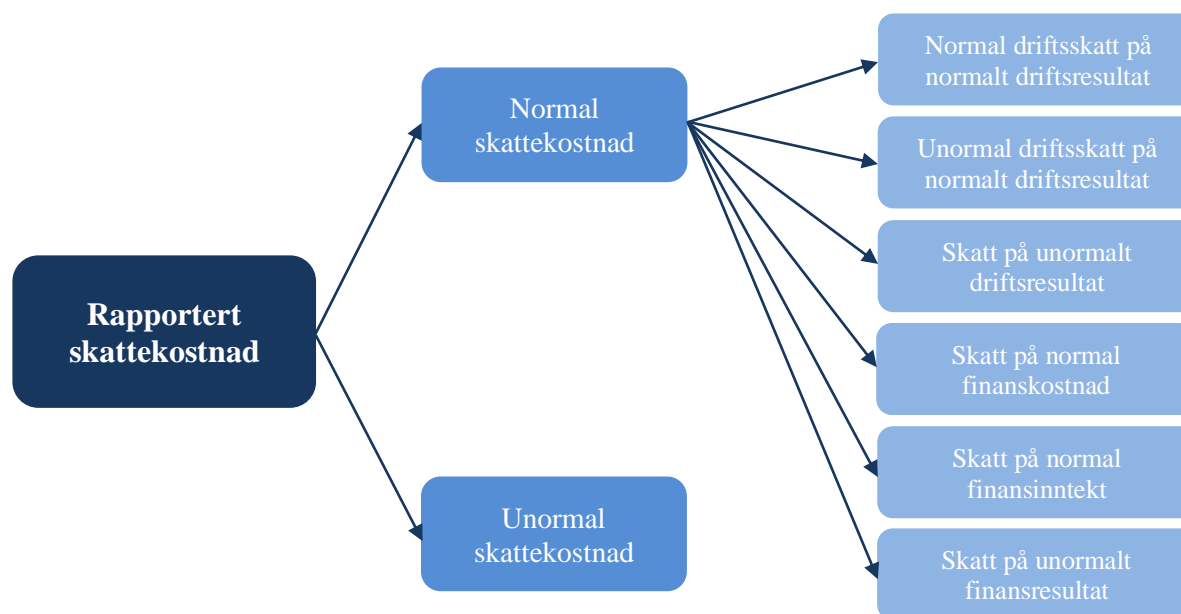 Rapportert
skattekostnad
Normal
skattekostnad
Unormal
skattekostnad
Normal driftsskatt på
normalt driftsresultat
Unormal driftsskatt på
normalt driftsresultat
Skatt på unormalt
driftsresultat
Skatt på normal
finanskostnad
Skatt på normal
finansinntekt
Skatt på unormalt
finansresultat